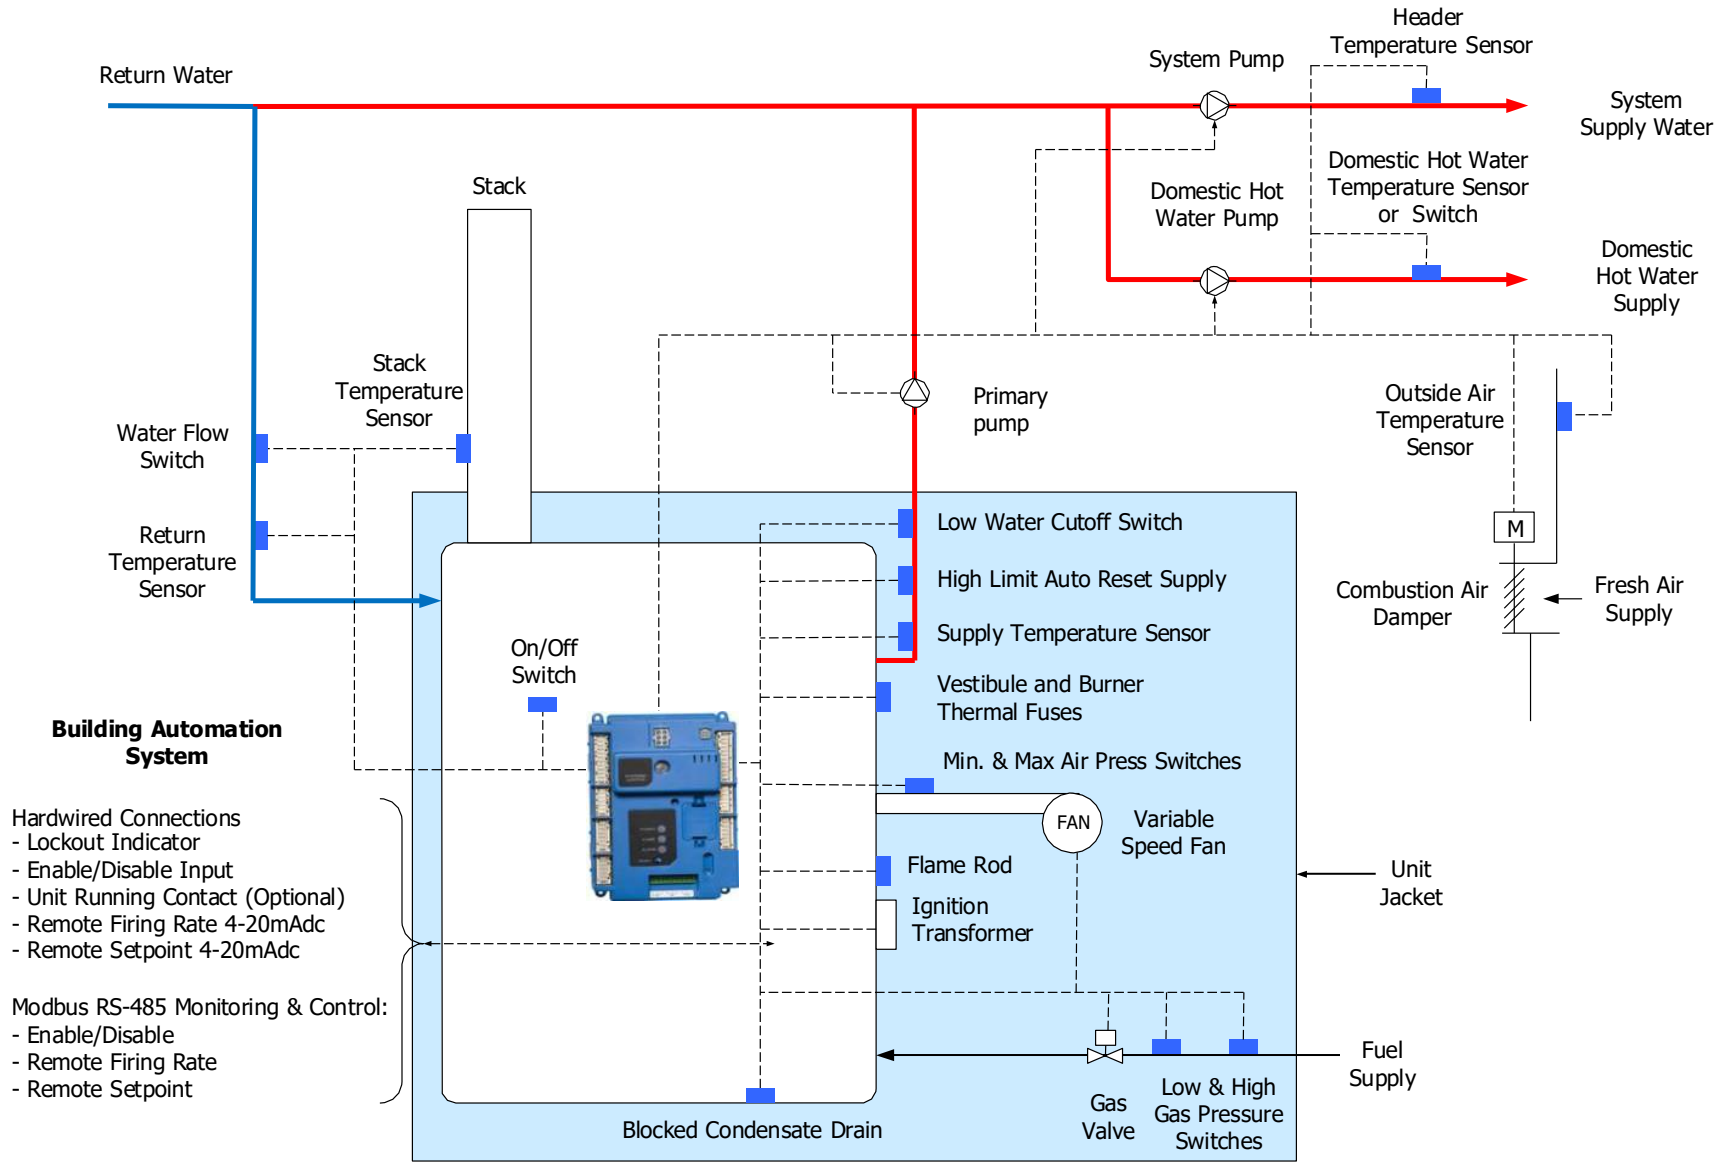 Header
Temperature Sensor
System Pump
Return Water
System
Supply Water
Domestic Hot Water
Temperature Sensor
or Switch
Stack
Domestic Hot
Water Pump
Domestic
Hot Water
Supply
Stack
Temperature
Sensor
Primary
pump
Outside Air
Temperature
Sensor
Water Flow
Switch
Return
Temperature
Sensor
Low Water Cutoff Switch
M
High Limit Auto Reset Supply
Combustion Air
Damper
Fresh Air
Supply
Supply Temperature Sensor
On/Off
Switch
Vestibule and Burner
Thermal Fuses
Building Automation
System
Min. & Max Air Press Switches
FAN
Variable
Speed Fan
Hardwired Connections
- Lockout Indicator
- Enable/Disable Input
- Unit Running Contact (Optional)
- Remote Firing Rate 4-20mAdc
- Remote Setpoint 4-20mAdc
Flame Rod
Ignition
Transformer
Unit
Jacket
Modbus RS-485 Monitoring & Control:
- Enable/Disable
- Remote Firing Rate
- Remote Setpoint
Fuel
Supply
Gas
Valve
Low & High
Gas Pressure
Switches
Blocked Condensate Drain